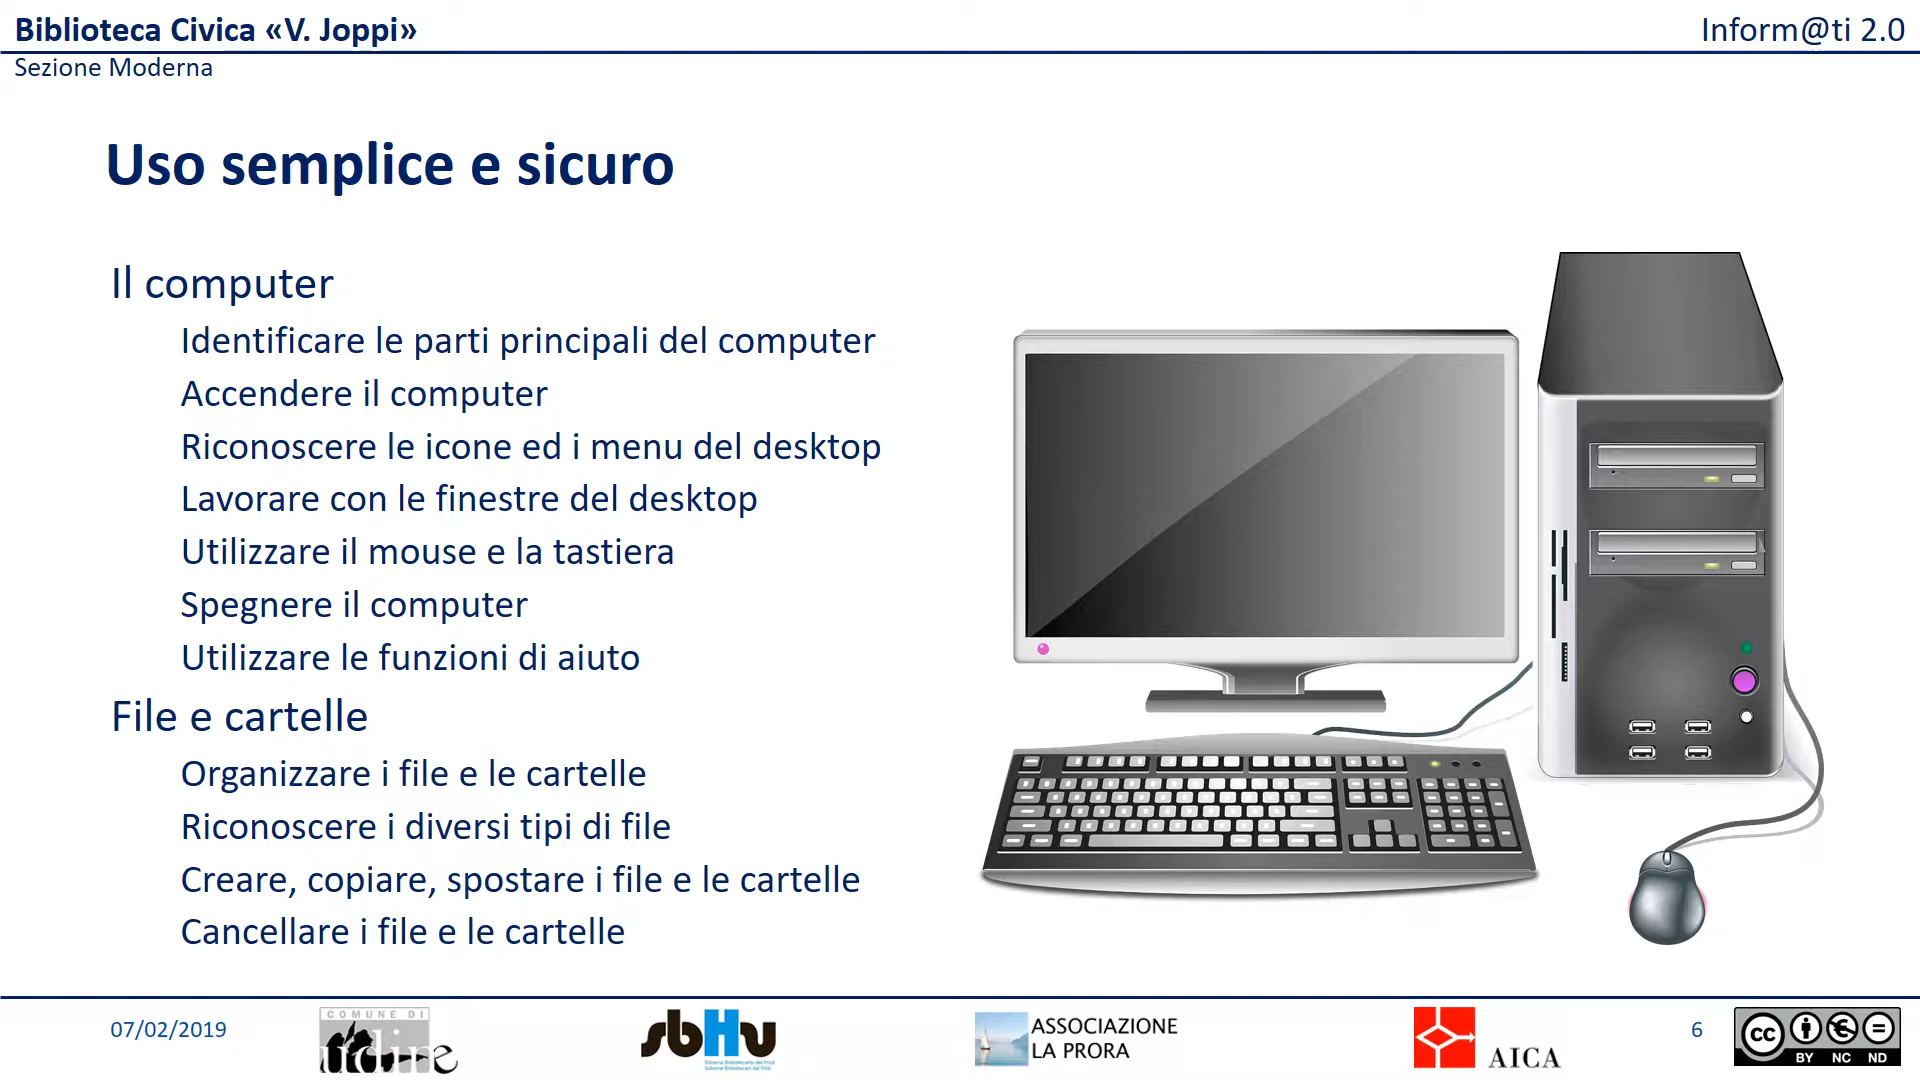 Biblioteca Civica «V. Joppi»
Inform@ti 2.0
Sezione Moderna
Uso semplice e sicuro
Il computer
Identificare le parti principali del computer
Accendere il computer
Riconoscere le icone ed i menu del desktop
Lavorare con le finestre del desktop
Utilizzare il mouse e la tastiera
Spegnere il computer
Utilizzare le funzioni di aiuto
File e cartelle
Organizzare i file e le cartelle
Riconoscere i diversi tipi di file
Creare, copiare, spostare i file e le cartelle
Cancellare i file e le cartelle
07/02/2019
COMUNE DI
udine
sbHu
ASSOCIAZIONE
LA PRORA
AICA
6
cc
BY NC ND